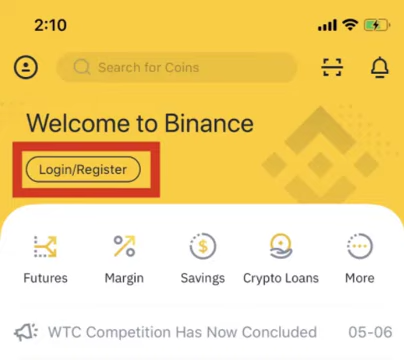 2:10
Search for Coins
Welcome to Binance
Login/Register
Futures Margin Savings Crypto Loans More
WTC Competition Has Now Concluded 05-06